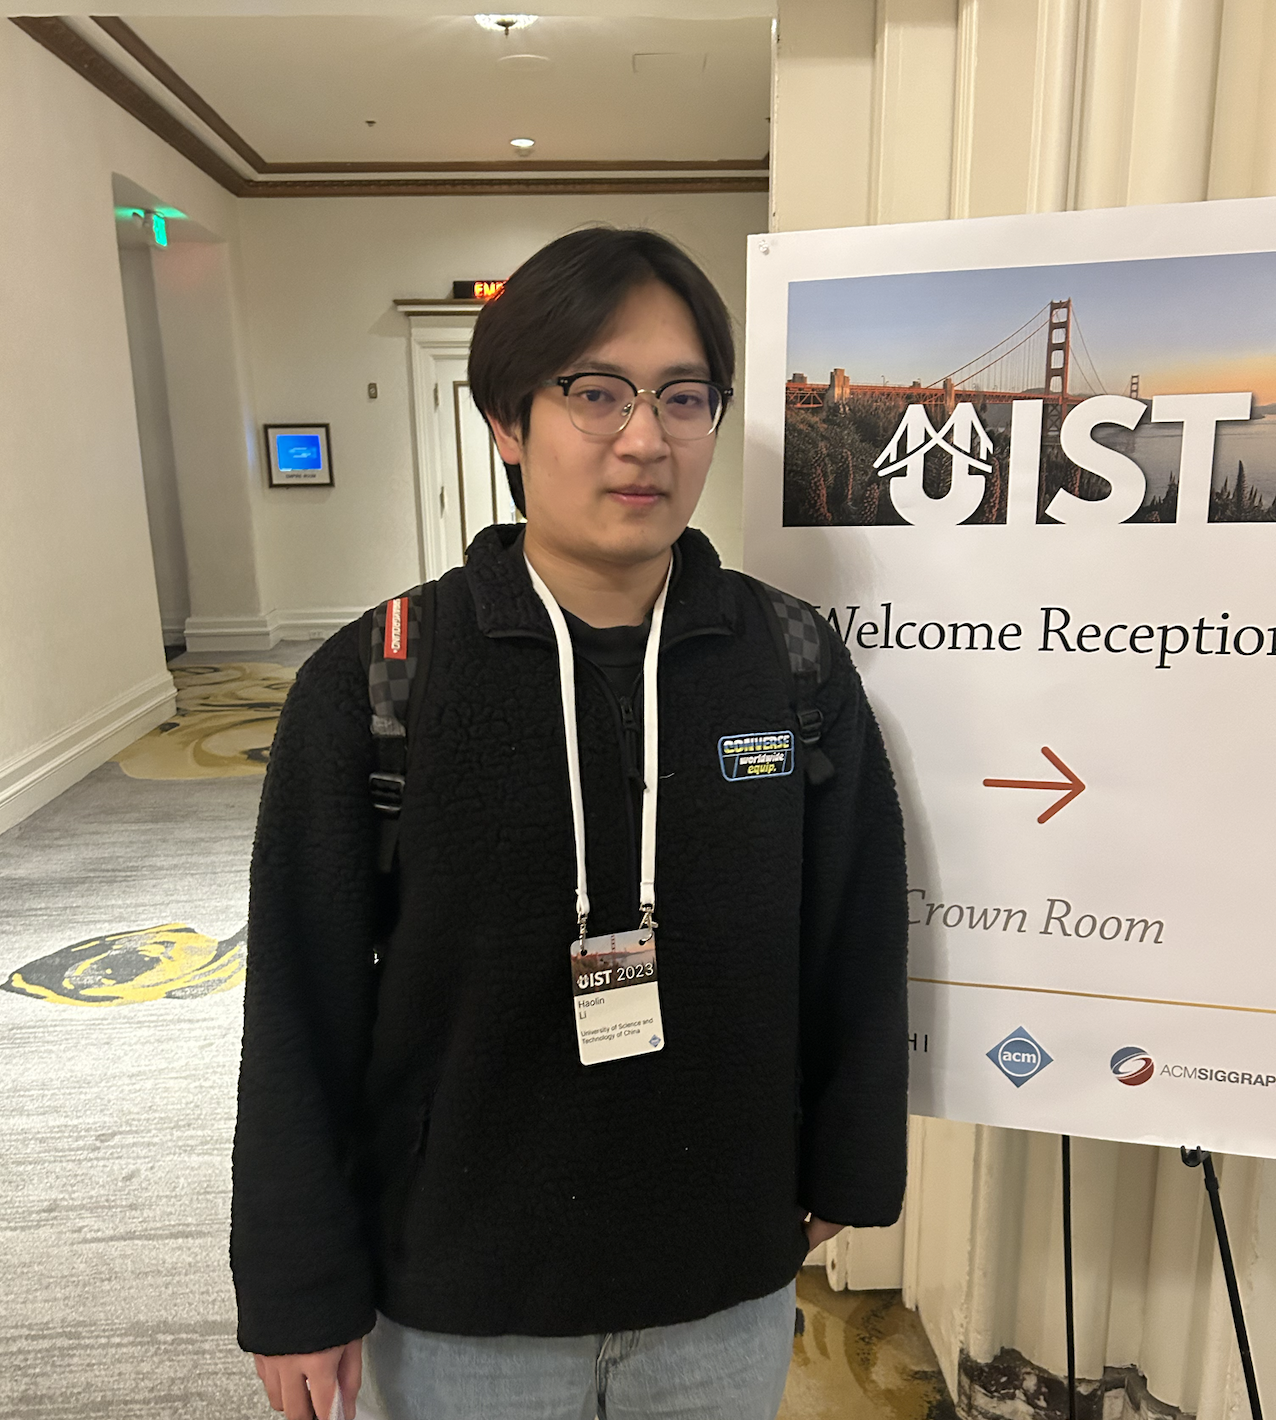 UIST
Welcome Reception
Crown Room
acm
ACMSIGGRAP
CONVERSE
worldwide
equip.
UIST 2023
Haolin
Li
University of Science and
Technology of China